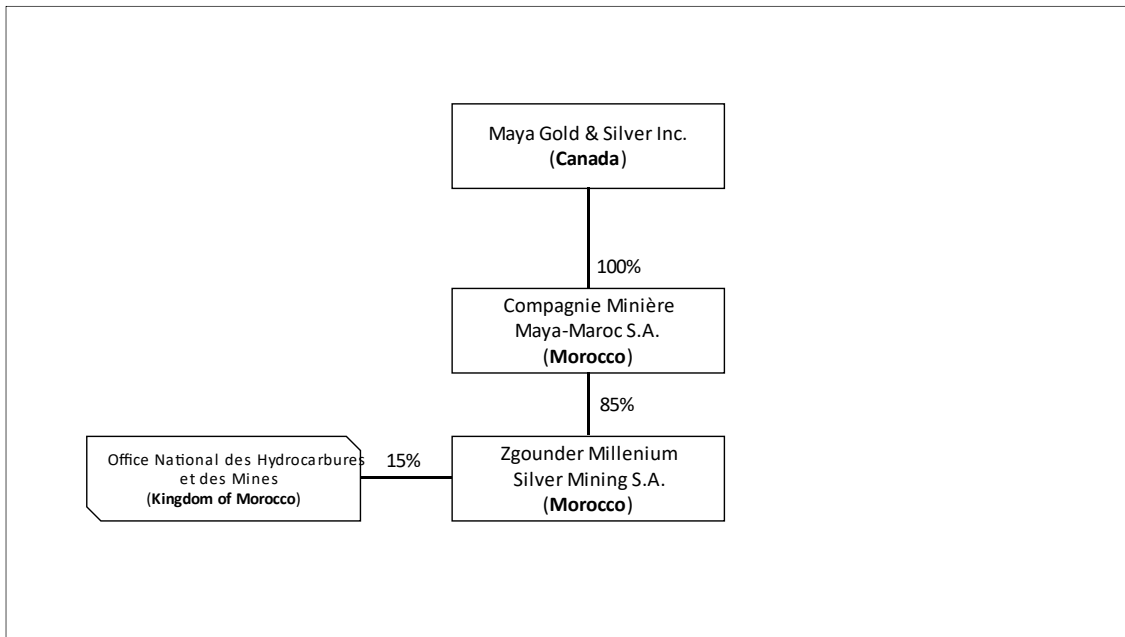 Maya Gold & Silver Inc.
(Canada)
100%
Compagnie Minière
Maya-Maroc S.A.
(Morocco)
85%
Office National des Hydrocarbures
et des Mines
(Kingdom of Morocco)
15%
Zgounder Millenium
Silver Mining S.A.
(Morocco)